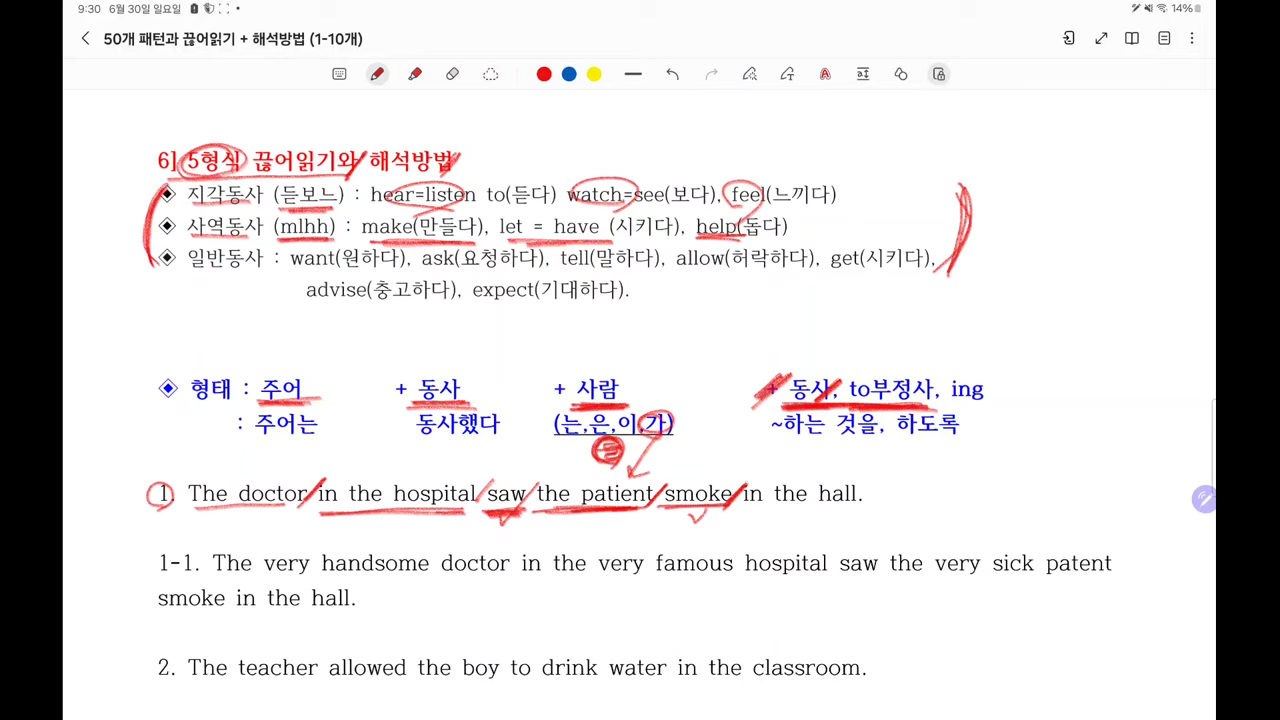 9:30 6월 30일 일요일
14%
50개 패턴과 끊어읽기 + 해석방법 (1-10개)
6] 5형식 끊어읽기와 해석방법
◈ 지각동사 (듣보느) : hear=listen to(듣다) watch=see(보다), feel(느끼다)
◈ 사역동사 (mlhh) : make(만들다), let = have (시키다), help(돕다)
◈ 일반동사 : want(원하다), ask(요청하다), tell(말하다), allow(허락하다), get(시키다),
advise(충고하다), expect(기대하다).
◈ 형태 : 주어 + 동사 + 사람 + 동사, to부정사, ing
: 주어는 동사했다 (는,은,이,가) ~하는 것을, 하도록
1. The doctor in the hospital saw the patient smoke in the hall.
1-1. The very handsome doctor in the very famous hospital saw the very sick patent
smoke in the hall.
2. The teacher allowed the boy to drink water in the classroom.